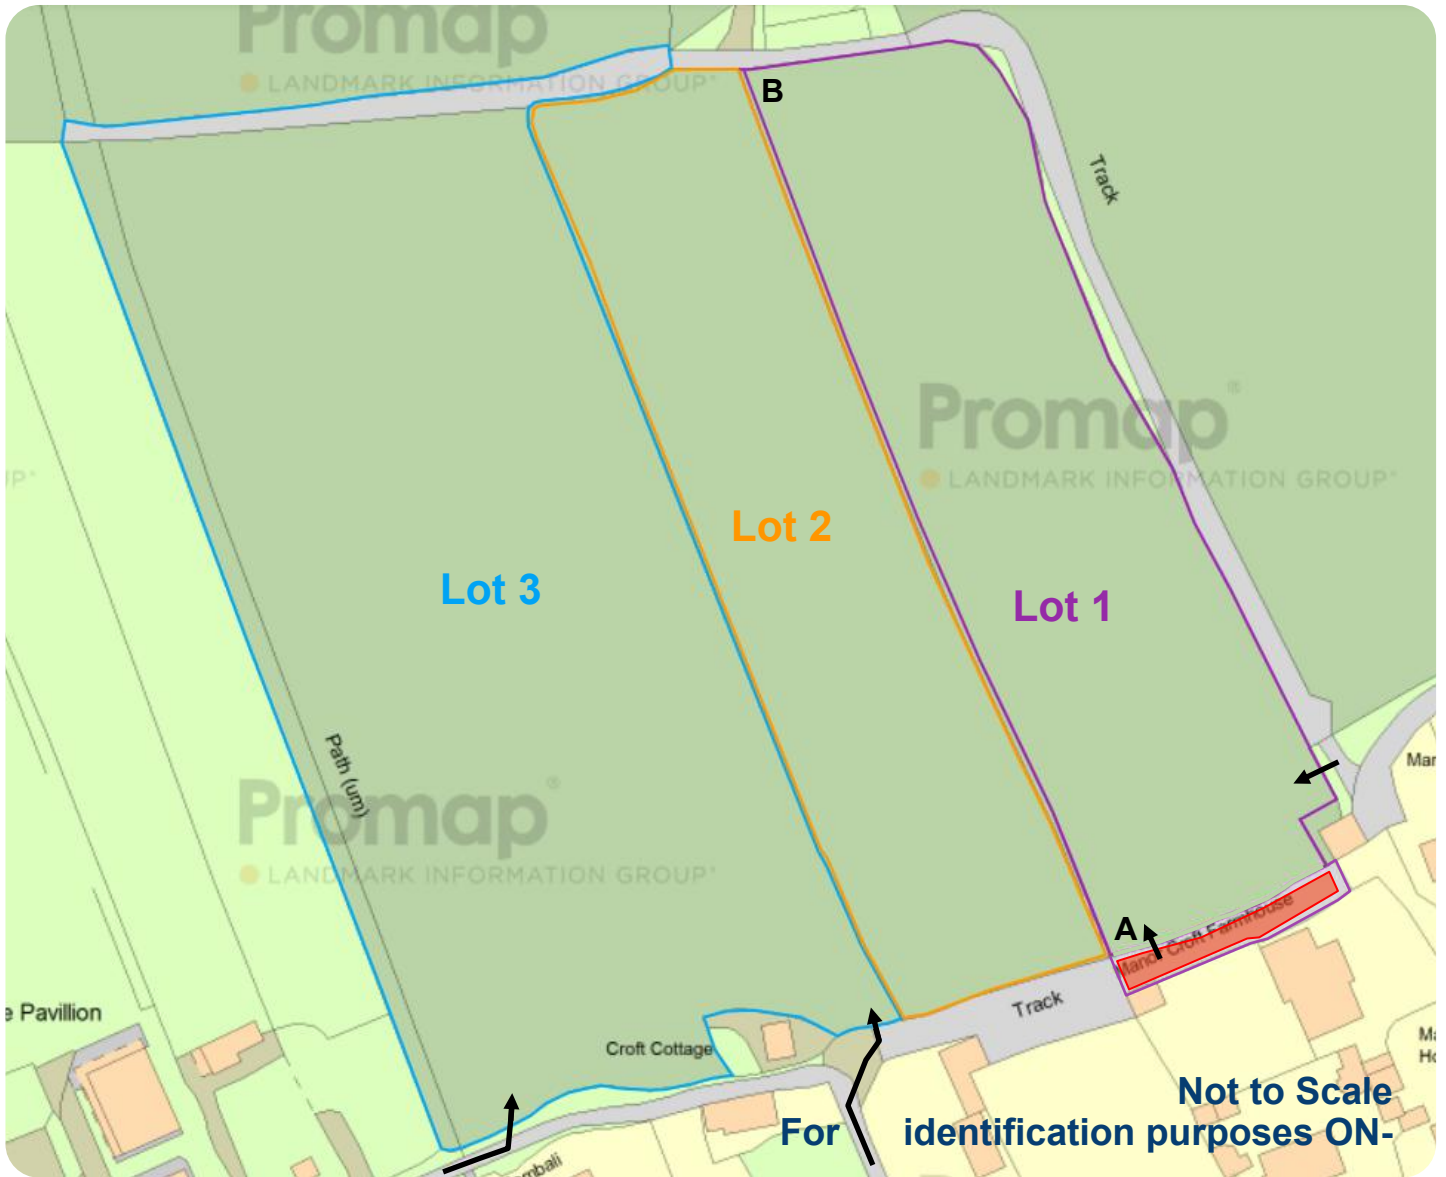 Promap
LANDMARK INFORMATION GROUP
B
Track
Promap
LANDMARK INFORMATION GROUP
Lot 2
Lot 3
Lot 1
Path (um)
Promap
LANDMARK INFORMATION GROUP
A
Manor Croft Farmhouse
Track
e Pavillion
Croft Cottage
Not to Scale
For identification purposes ON-